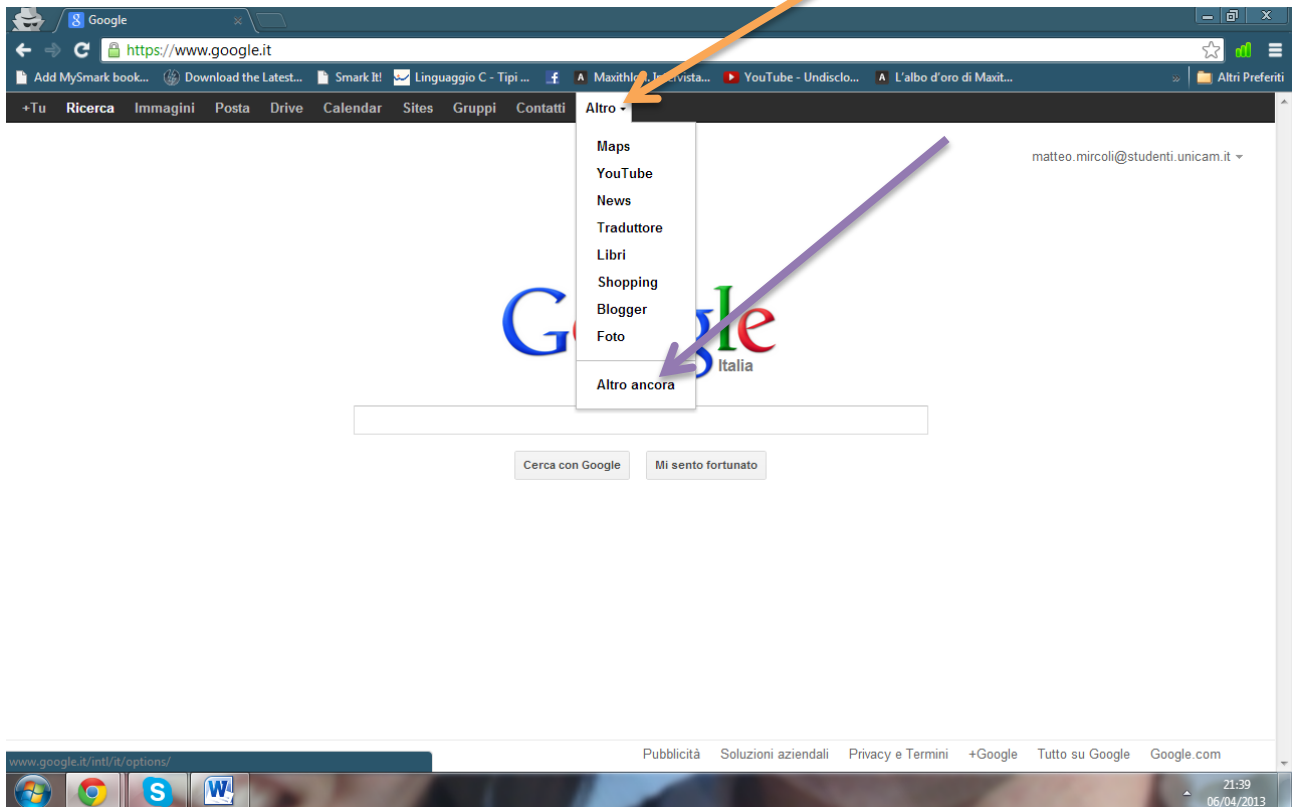 Google
https://www.google.it
Add MySmark book... Download the Latest... Smark It! Linguaggio C - Tipi ... YouTube - Undisclo... L'albo d'oro di Maxit... » Altri Preferiti
+Tu Ricerca Immagini Posta Drive Calendar Sites Gruppi Contatti Altro
matteo.mircoli@studenti.unicam.it
Maps
YouTube
News
Traduttore
Libri
Shopping
Blogger
Foto
Altro ancora
Italia
Cerca con Google Mi sento fortunato
Pubblicità Soluzioni aziendali Privacy e Termini +Google Tutto su Google Google.com
www.google.it/intl/it/options/
21:39
06/04/2013